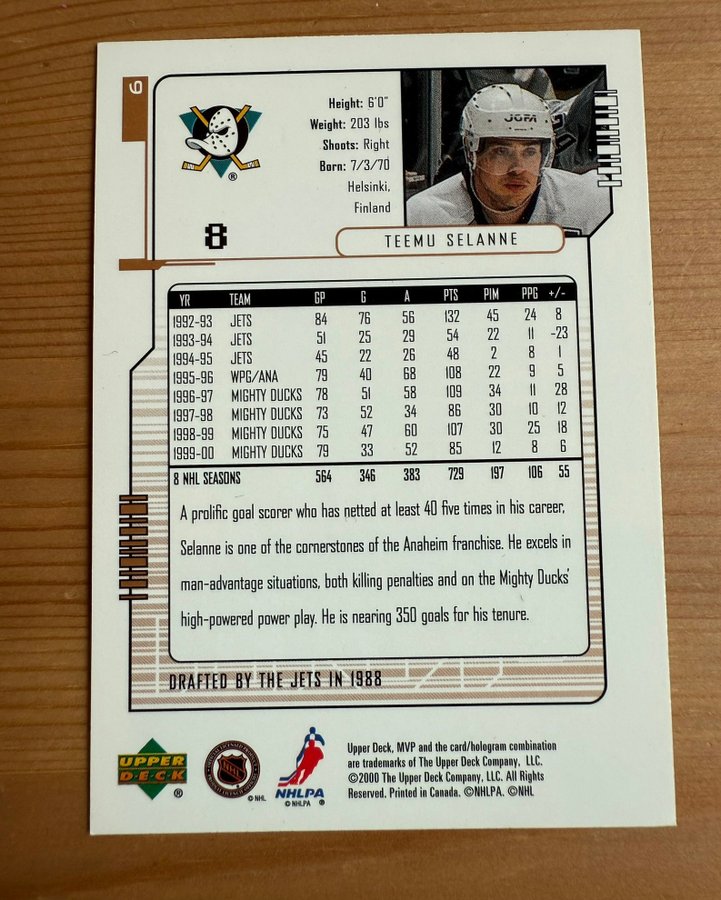 6
Height: 6'0"
Weight: 203 lbs
Shoots: Right
Born: 7/3/70
Helsinki,
Finland
JOFA
8
TEEMU SELANNE
YR TEAM GP G A PTS PIM PPG +/-
1992-93 JETS 84 76 56 132 45 24 8
1993-94 JETS 51 25 29 54 22 11 -23
1994-95 JETS 45 22 26 48 2 8 1
1995-96 WPG/ANA 79 40 68 108 22 9 5
1996-97 MIGHTY DUCKS 78 51 58 109 34 11 28
1997-98 MIGHTY DUCKS 73 52 34 86 30 10 12
1998-99 MIGHTY DUCKS 75 47 60 107 30 25 18
1999-00 MIGHTY DUCKS 79 33 52 85 12 8 6
8 NHL SEASONS 564 346 383 729 197 106 55
A prolific goal scorer who has netted at least 40 five times in his career,
Selanne is one of the cornerstones of the Anaheim franchise. He excels in
man-advantage situations, both killing penalties and on the Mighty Ducks'
high-powered power play. He is nearing 350 goals for his tenure.
DRAFTED BY THE JETS IN 1988
UPPER
DECK
®
NHL
© NHL
NHLPA
© NHLPA ®
Upper Deck, MVP and the card/hologram combination
are trademarks of The Upper Deck Company, LLC.
©2000 The Upper Deck Company, LLC. All Rights
Reserved. Printed in Canada. ©NHLPA. ©NHL